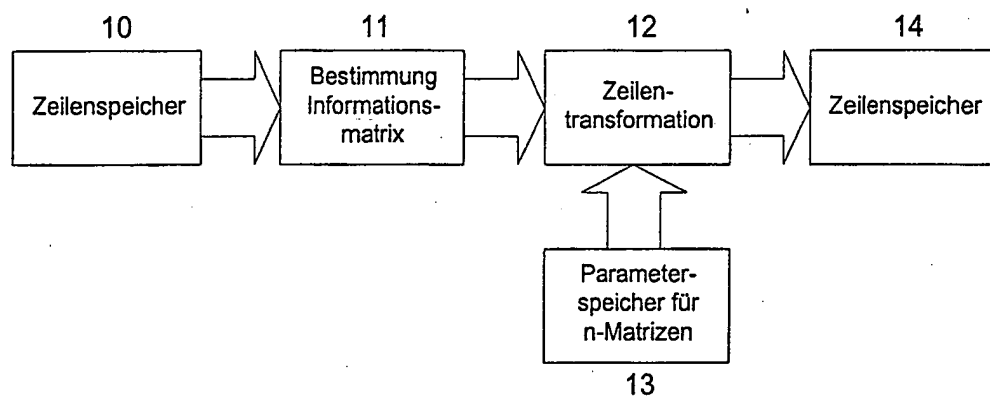 10
11
12
14
Zeilenspeicher
Bestimmung
Informations-
matrix
Zeilen-
transformation
Zeilenspeicher
Parameter-
speicher für
n-Matrizen
13